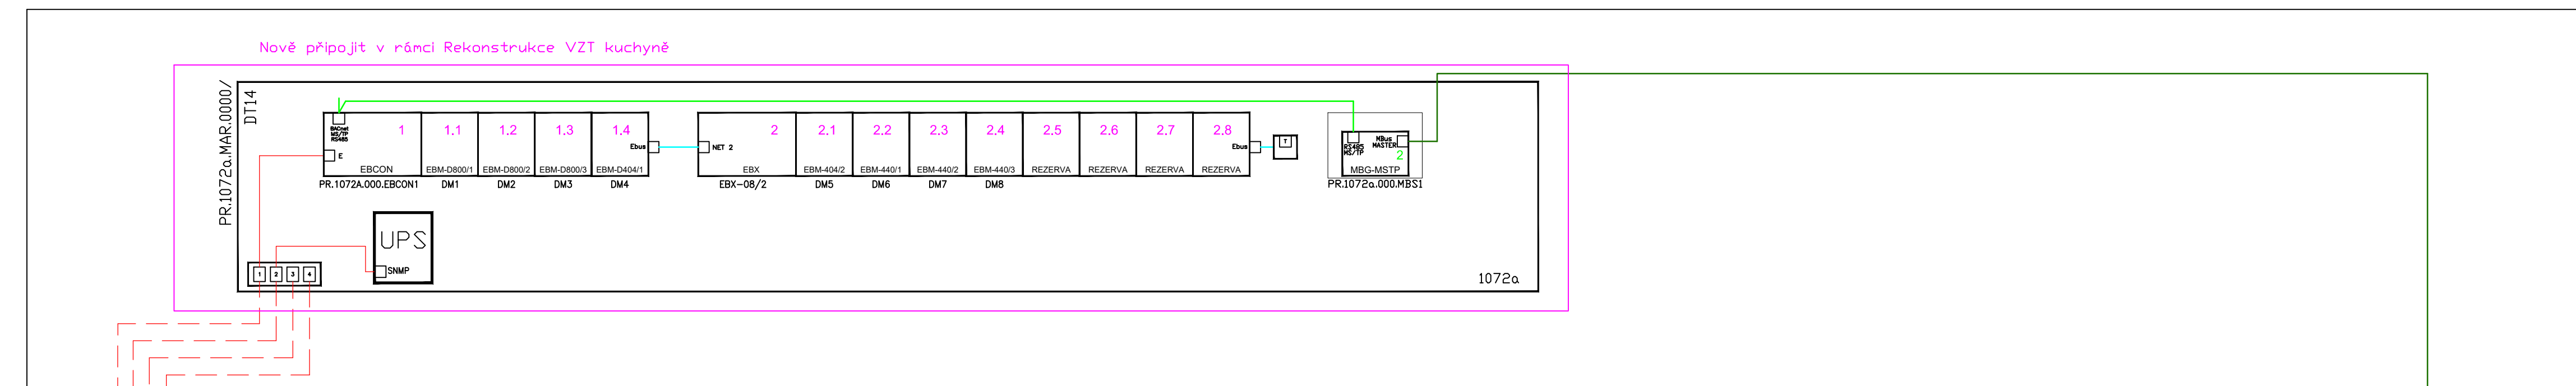 Nově připojit v rámci Rekonstrukce VZT kuchyně
PR.1072a.MAR.0000/
DT14
BACnet
MS/TP
RS485
E
1
EBCON
PR.1072A.000.EBCON1
1.1
EBM-D800/1
DM1
1.2
EBM-D800/2
DM2
1.3
EBM-D800/3
DM3
1.4
EBM-D404/1
DM4
Ebus
NET 2
2
EBX
EBX-08/2
2.1
EBM-404/2
DM5
2.2
EBM-440/1
DM6
2.3
EBM-440/2
DM7
2.4
EBM-440/3
DM8
2.5
REZERVA
2.6
REZERVA
2.7
REZERVA
2.8
REZERVA
Ebus
T
RS485
MS/TP
MBus
MASTER
2
MBG-MSTP
PR.1072a.000.MBS1
UPS
SNMP
1 2 3 4
1072a